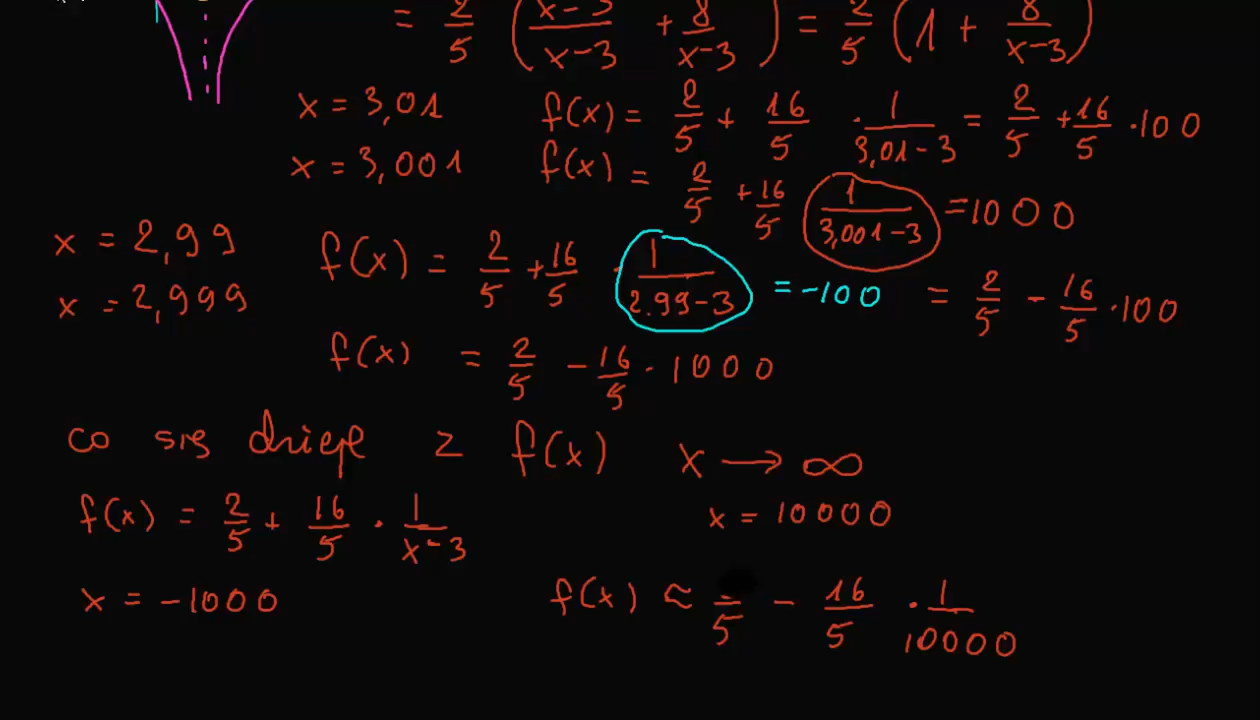 = 2/5 (x-3/x-3 + 8/x-3) = 2/5 (1 + 8/x-3)
x = 3,01 f(x) = 2/5 + 16/5 · 1/3,01-3 = 2/5 + 16/5 · 100
x = 3,001 f(x) = 2/5 + 16/5 1/3,001-3 = 1000
x = 2,99 f(x) = 2/5 + 16/5 · 1/2.99-3 = -100 = 2/5 - 16/5 · 100
x = 2,999
f(x) = 2/5 - 16/5 · 1000
co się dzieje z f(x) x → ∞
f(x) = 2/5 + 16/5 · 1/x-3
x = 10000
x = -1000
f(x) ≈ /5 - 16/5 · 1/10000